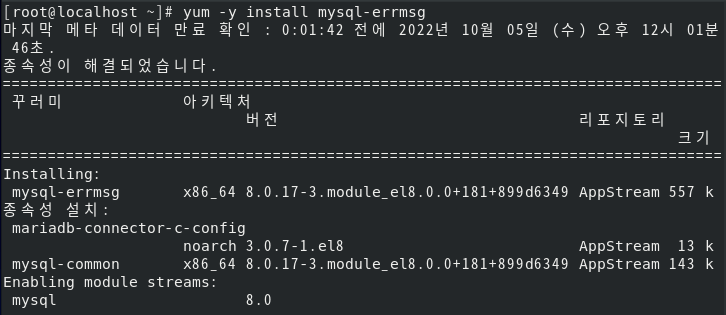 [root@localhost ~]# yum -y install mysql-errmsg
마지막 메타 데이터 만료 확인 : 0:01:42 전에 2022년 10월 05일 (수) 오후 12시 01분
46초.
종속성이 해결되었습니다.
================================================================================
꾸러미 아키텍처
버전 리포지토리
크기
================================================================================
Installing:
mysql-errmsg x86_64 8.0.17-3.module_el8.0.0+181+899d6349 AppStream 557 k
종속성 설치:
mariadb-connector-c-config
noarch 3.0.7-1.el8 AppStream 13 k
mysql-common x86_64 8.0.17-3.module_el8.0.0+181+899d6349 AppStream 143 k
Enabling module streams:
mysql 8.0